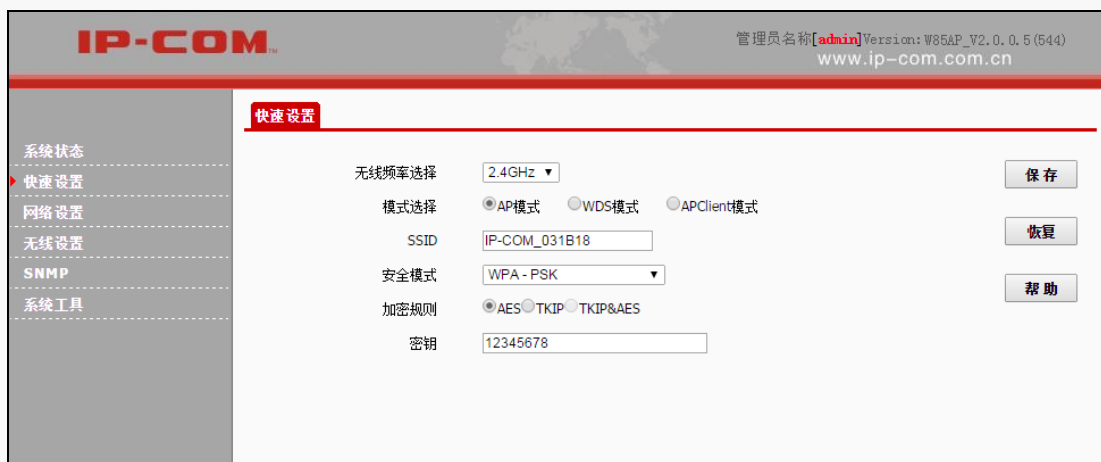 IP-COM™
管理员名称[admin]Version: W85AP_V2.0.0.5(544)
www.ip-com.com.cn
快速设置
系统状态
快速设置
网络设置
无线设置
SNMP
系统工具
无线频率选择 2.4GHz
模式选择 AP模式 WDS模式 APClient模式
SSID IP-COM_031B18
安全模式 WPA - PSK
加密规则 AES TKIP TKIP&AES
密钥 12345678
保存
恢复
帮助